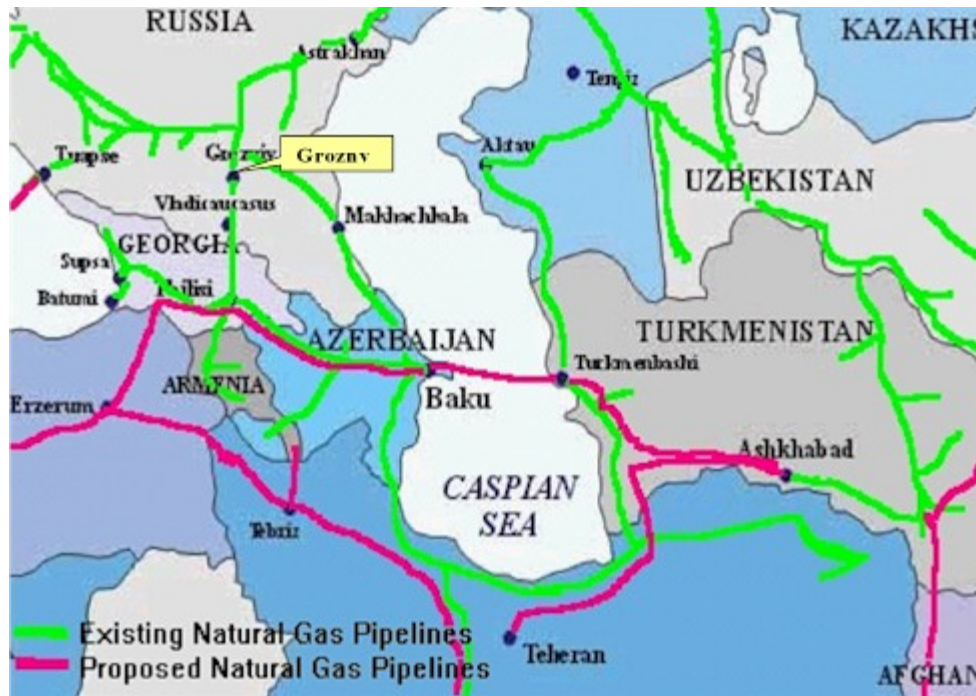 RUSSIA
KAZAKHS
Astrakhan
Tengiz
Grozniy
Grozny
Aktau
Tuapse
UZBEKISTAN
Vladicaucasus
Makhachkala
GEORGIA
Supsa
Tbilisi
Batumi
AZERBAIJAN
TURKMENISTAN
Turkmenbashi
ARMENIA
Baku
Erzerum
Ashkhabad
CASPIAN
SEA
Tebriz
Existing Natural Gas Pipelines
Teheran
Proposed Natural Gas Pipelines
AFGHAN